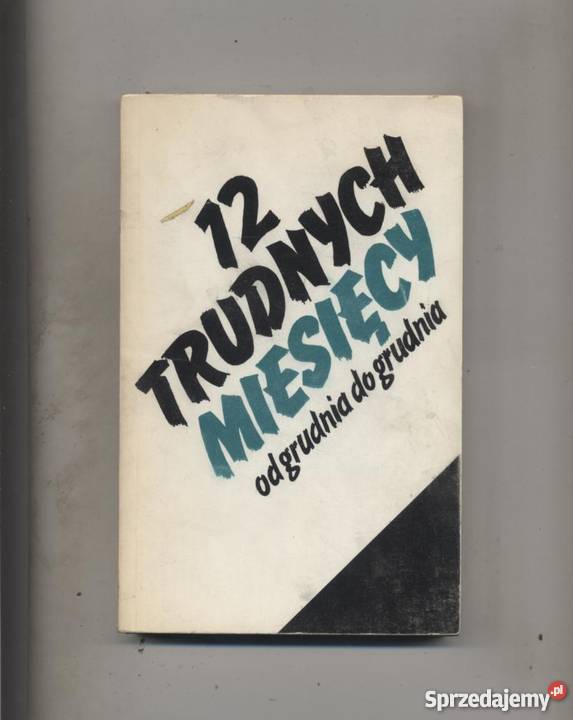 12
TRUDNYCH
MIESIĘCY
od grudnia do grudnia
Sprzedajemy.pl